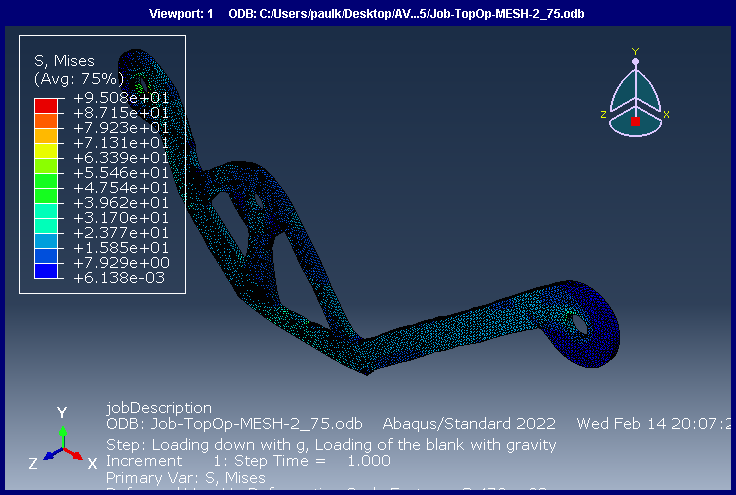 Viewport: 1 ODB: C:/Users/paulk/Desktop/AV...5/Job-TopOp-MESH-2_75.odb
S, Mises
(Avg: 75%)
+9.508e+01
+8.715e+01
+7.923e+01
+7.131e+01
+6.339e+01
+5.546e+01
+4.754e+01
+3.962e+01
+3.170e+01
+2.377e+01
+1.585e+01
+7.929e+00
+6.138e-03
Y
Z X
Y
Z X
jobDescription
ODB: Job-TopOp-MESH-2_75.odb Abaqus/Standard 2022 Wed Feb 14 20:07:2
Step: Loading down with g, Loading of the blank with gravity
Increment 1: Step Time = 1.000
Primary Var: S, Mises